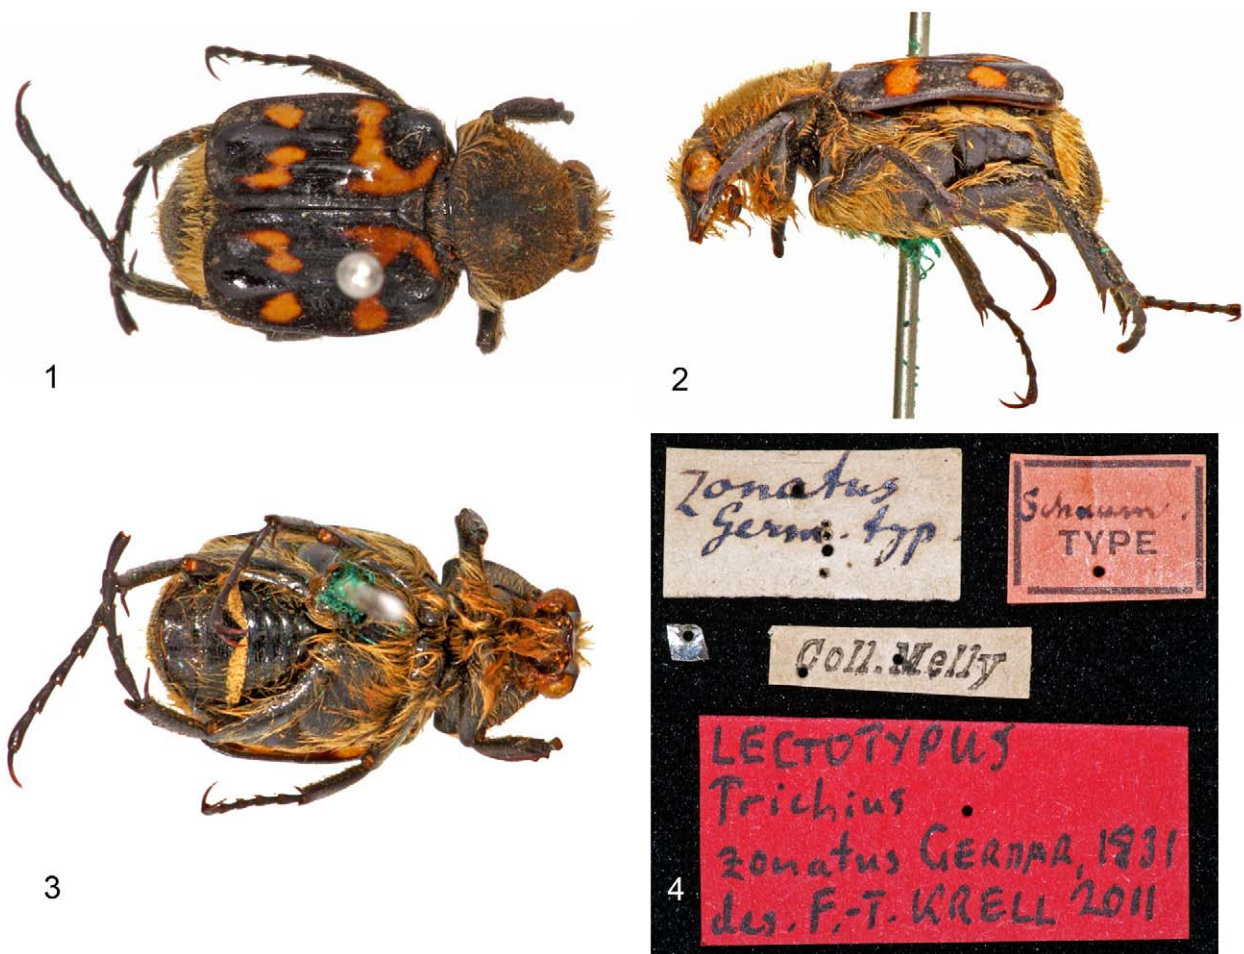 1
2
3
4
Zonatus
Germ. typ.
Schaum.
TYPE
Coll. Melly
LECTOTYPUS
Trichius
zonatus GERMAR, 1831
des. F.-T. KRELL 2011